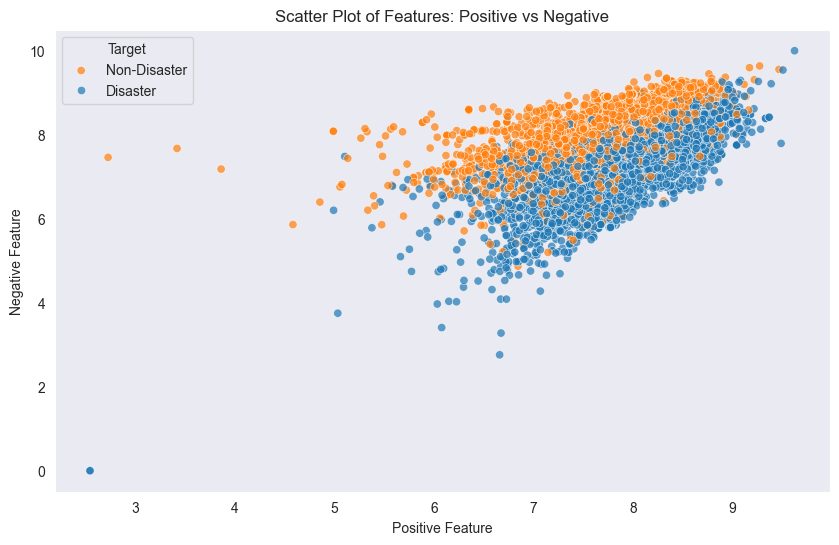 Scatter Plot of Features: Positive vs Negative
Target
Non-Disaster
Disaster
10
8
6
4
2
0
Negative Feature
3 4 5 6 7 8 9
Positive Feature